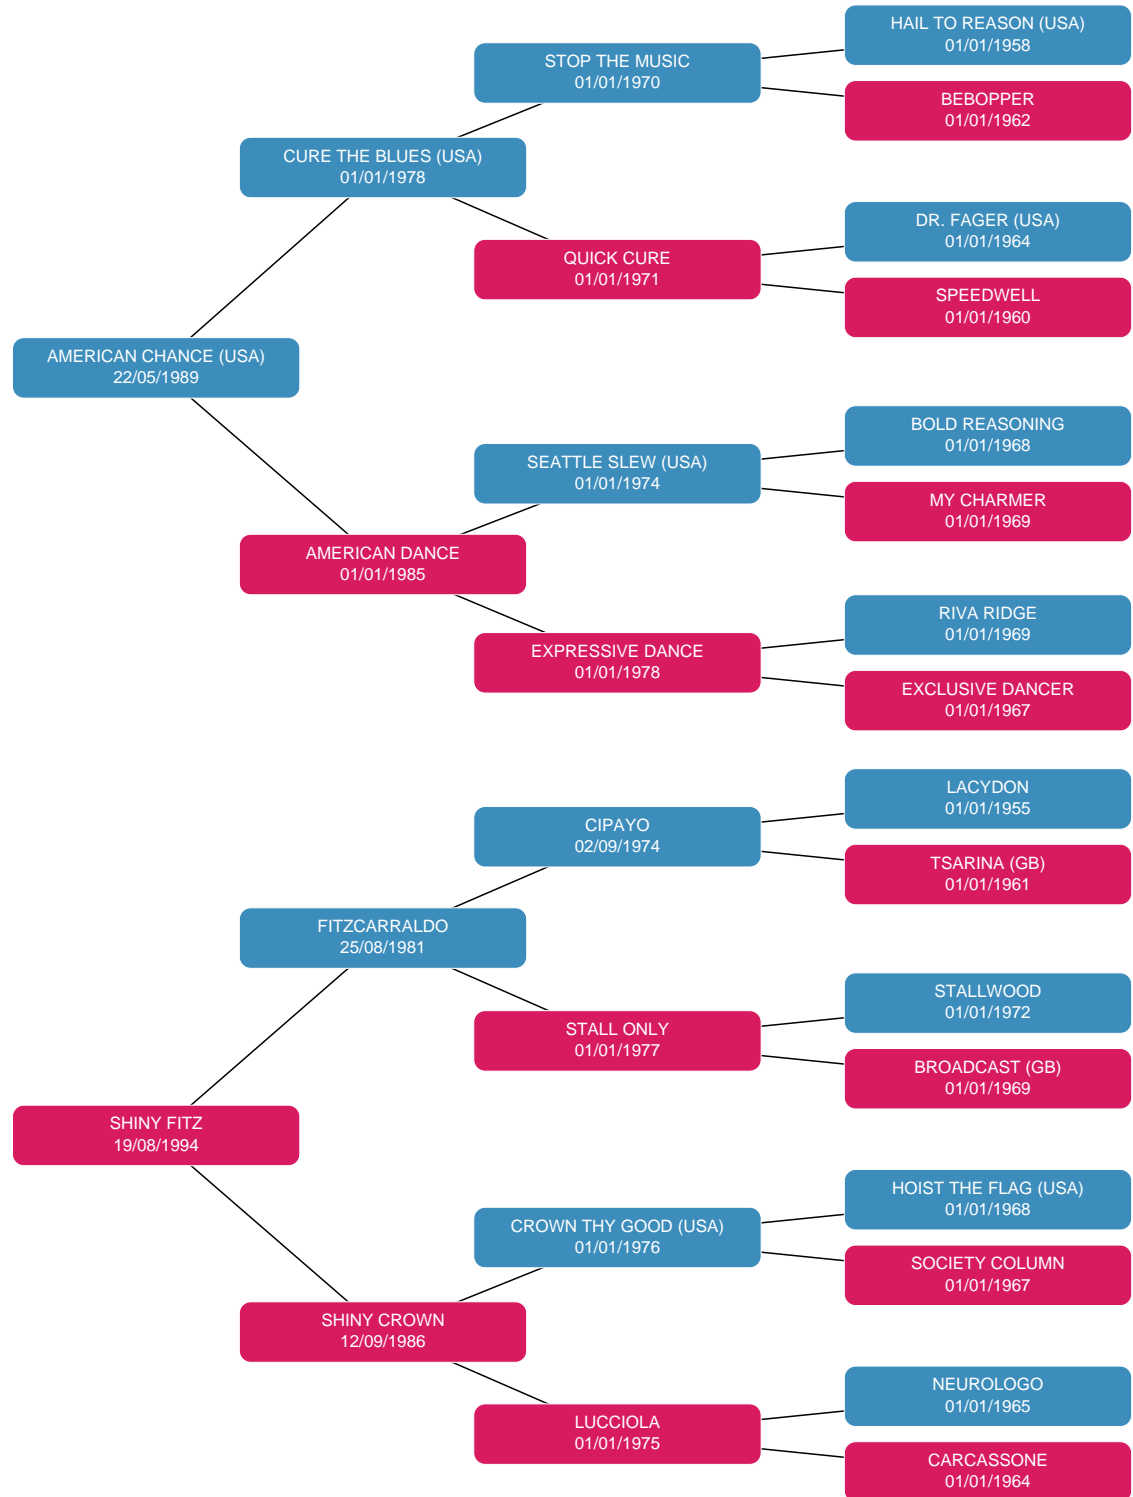 HAIL TO REASON (USA)
01/01/1958
STOP THE MUSIC
01/01/1970
BEBOPPER
01/01/1962
CURE THE BLUES (USA)
01/01/1978
DR. FAGER (USA)
01/01/1964
QUICK CURE
01/01/1971
SPEEDWELL
01/01/1960
AMERICAN CHANCE (USA)
22/05/1989
BOLD REASONING
01/01/1968
SEATTLE SLEW (USA)
01/01/1974
MY CHARMER
01/01/1969
AMERICAN DANCE
01/01/1985
RIVA RIDGE
01/01/1969
EXPRESSIVE DANCE
01/01/1978
EXCLUSIVE DANCER
01/01/1967
LACYDON
01/01/1955
CIPAYO
02/09/1974
TSARINA (GB)
01/01/1961
FITZCARRALDO
25/08/1981
STALLWOOD
01/01/1972
STALL ONLY
01/01/1977
BROADCAST (GB)
01/01/1969
SHINY FITZ
19/08/1994
HOIST THE FLAG (USA)
01/01/1968
CROWN THY GOOD (USA)
01/01/1976
SOCIETY COLUMN
01/01/1967
SHINY CROWN
12/09/1986
NEUROLOGO
01/01/1965
LUCCIOLA
01/01/1975
CARCASSONE
01/01/1964